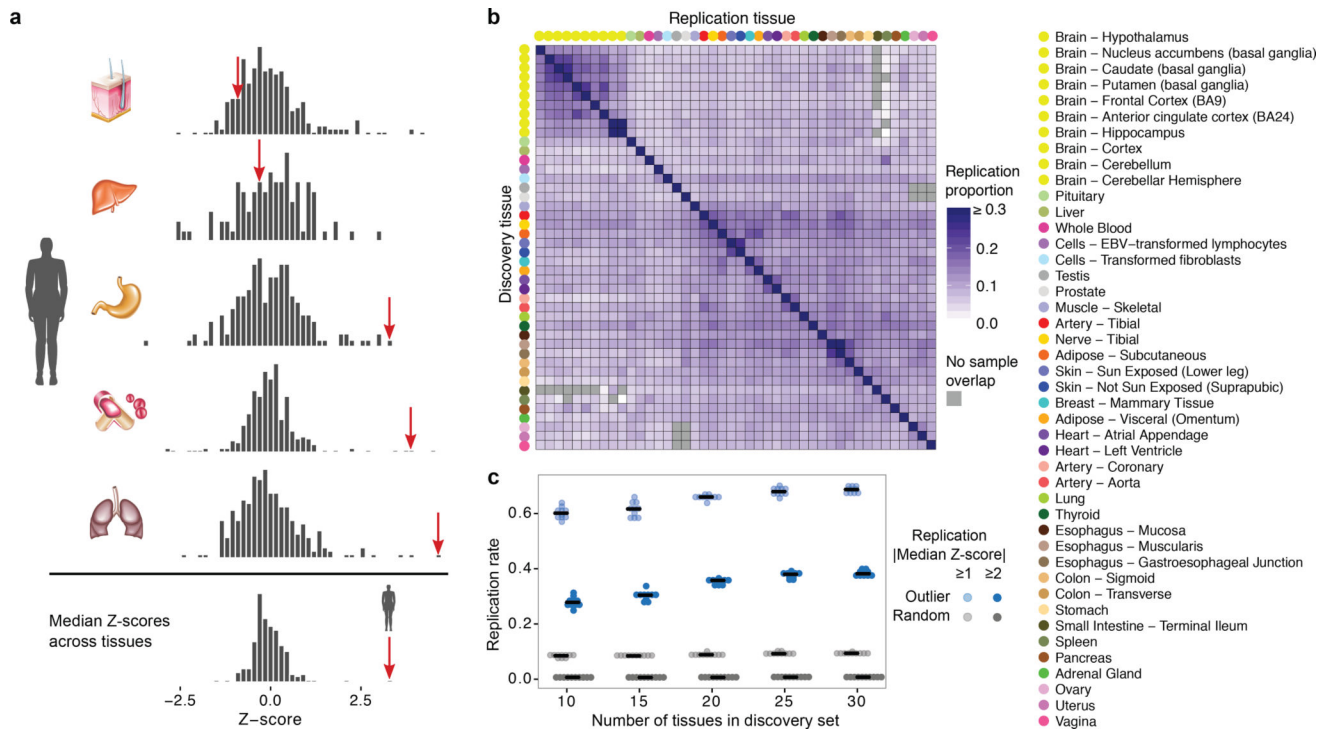 a
Median Z-scores
across tissues
−2.5
0.0
2.5
Z−score
b
Replication tissue
Discovery tissue
Replication
proportion
≥ 0.3
0.2
0.1
0.0
No sample
overlap
c
Replication rate
0.6
0.4
0.2
0.0
10
15
20
25
30
Number of tissues in discovery set
Replication
|Median Z-score|
≥1 ≥2
Outlier
Random
Brain − Hypothalamus
Brain − Nucleus accumbens (basal ganglia)
Brain − Caudate (basal ganglia)
Brain − Putamen (basal ganglia)
Brain − Frontal Cortex (BA9)
Brain − Anterior cingulate cortex (BA24)
Brain − Hippocampus
Brain − Cortex
Brain − Cerebellum
Brain − Cerebellar Hemisphere
Pituitary
Liver
Whole Blood
Cells − EBV−transformed lymphocytes
Cells − Transformed fibroblasts
Testis
Prostate
Muscle − Skeletal
Artery − Tibial
Nerve − Tibial
Adipose − Subcutaneous
Skin − Sun Exposed (Lower leg)
Skin − Not Sun Exposed (Suprapubic)
Breast − Mammary Tissue
Adipose − Visceral (Omentum)
Heart − Atrial Appendage
Heart − Left Ventricle
Artery − Coronary
Artery − Aorta
Lung
Thyroid
Esophagus − Mucosa
Esophagus − Muscularis
Esophagus − Gastroesophageal Junction
Colon − Sigmoid
Colon − Transverse
Stomach
Small Intestine − Terminal Ileum
Spleen
Pancreas
Adrenal Gland
Ovary
Uterus
Vagina